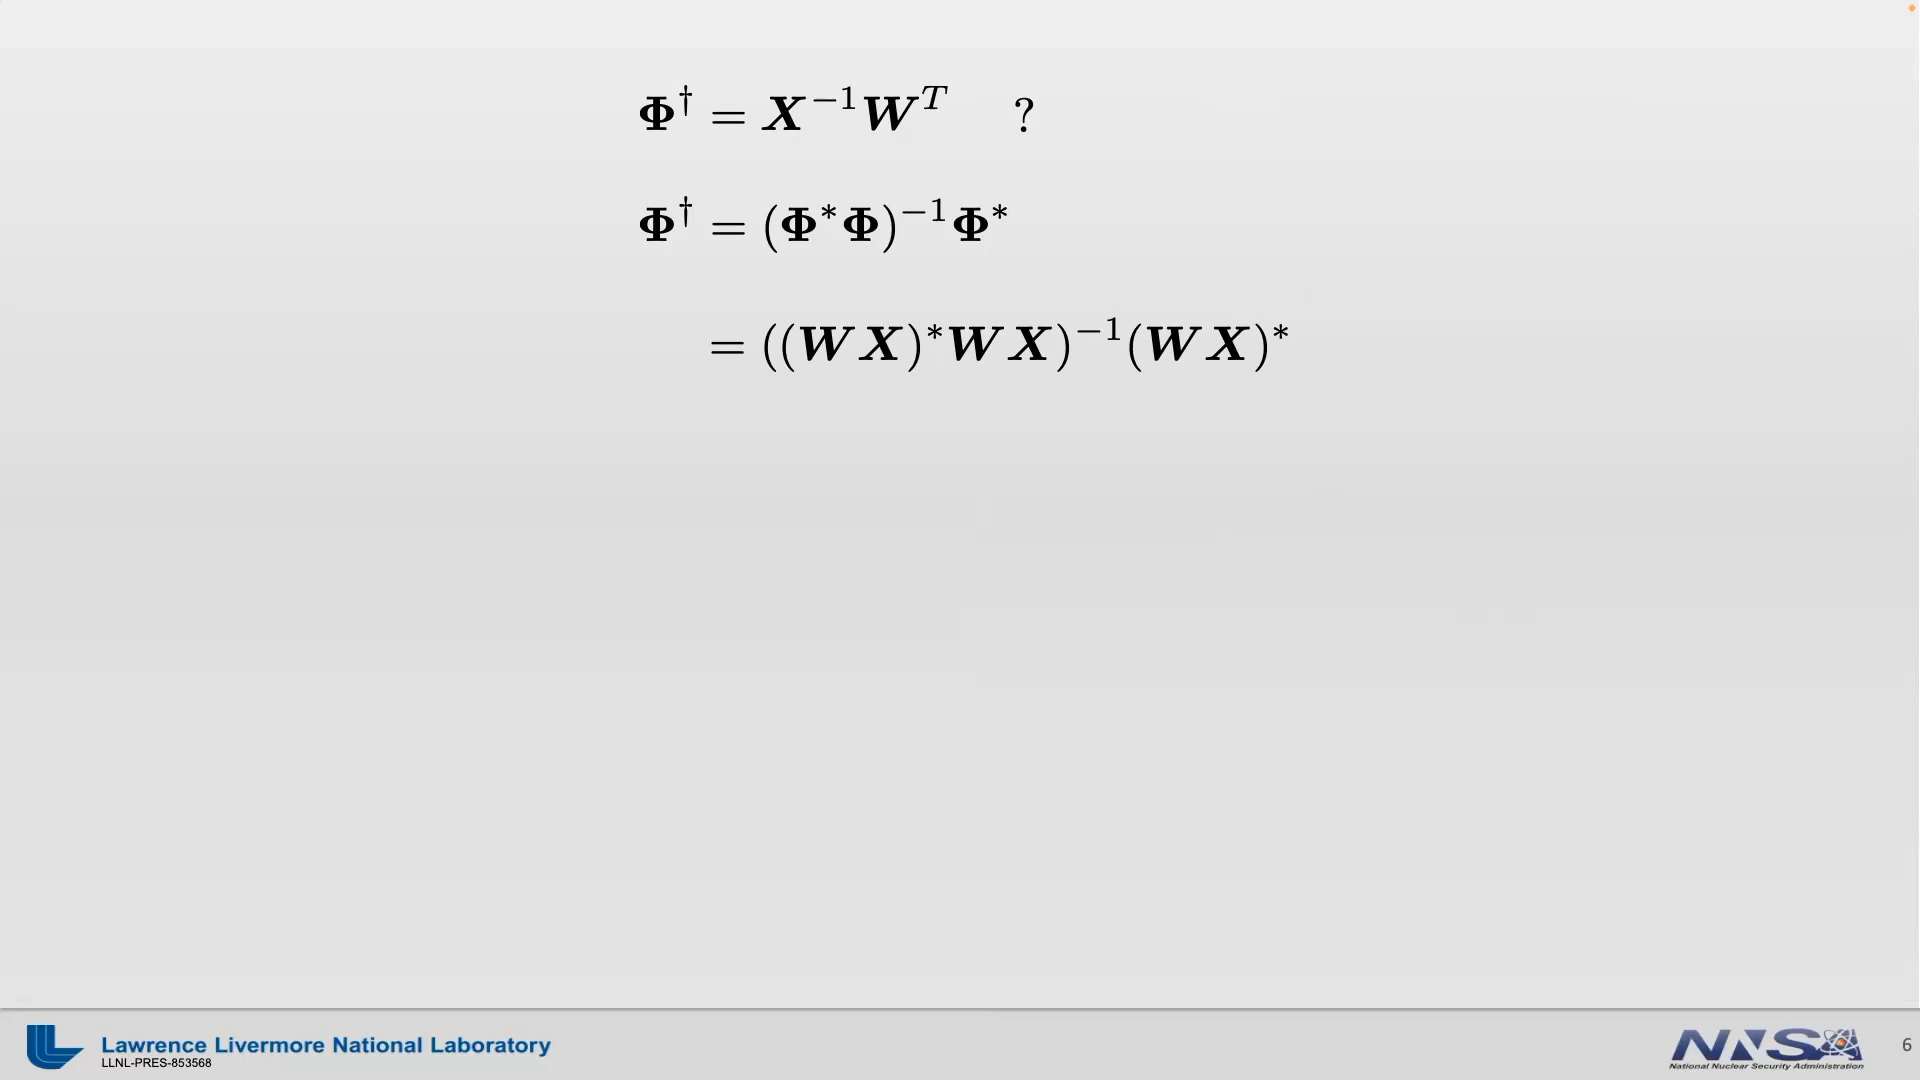 Φ† = X⁻¹Wᵀ ?
Φ† = (Φ*Φ)⁻¹Φ*
= ((WX)*WX)⁻¹(WX)*
Lawrence Livermore National Laboratory
LLNL-PRES-853568
NNSA
National Nuclear Security Administration
6